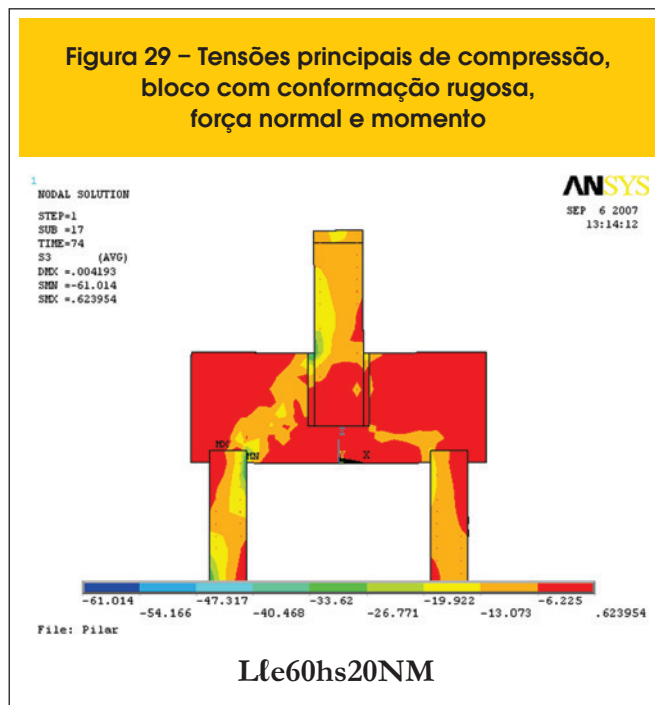 Figura 29 – Tensões principais de compressão,
bloco com conformação rugosa,
força normal e momento
1
NODAL SOLUTION
STEP=1
SUB =17
TIME=74
S3 (AVG)
DMX =.004193
SMN =-61.014
SMX =.623954
ANSYS
SEP 6 2007
13:14:12
MX
MN
Z
Y
X
-61.014 -47.317 -33.62 -19.922 -6.225
-54.166 -40.468 -26.771 -13.073 .623954
File: Pilar
Lℓe60hs20NM